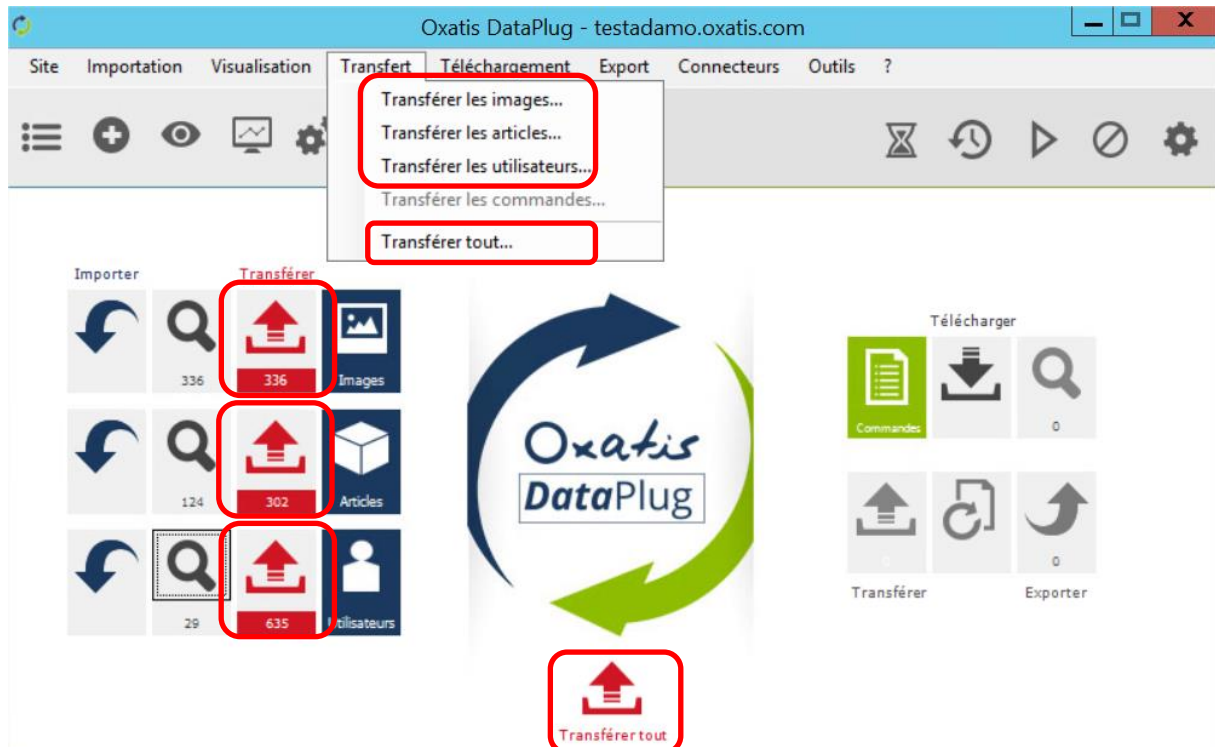 Oxatis DataPlug - testadamo.oxatis.com
Site Importation Visualisation Transfert Téléchargement Export Connecteurs Outils ?
Transférer les images...
Transférer les articles...
Transférer les utilisateurs...
Transférer les commandes...
Transférer tout...
Importer Transférer
336 336 Images
124 302 Articles
29 635 Utilisateurs
Oxatis
DataPlug
Transférer tout
Télécharger
Commandes 0
0 0
Transférer Exporter